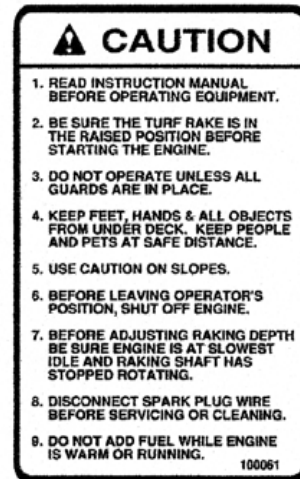 CAUTION
1. READ INSTRUCTION MANUAL
BEFORE OPERATING EQUIPMENT.
2. BE SURE THE TURF RAKE IS IN
THE RAISED POSITION BEFORE
STARTING THE ENGINE.
3. DO NOT OPERATE UNLESS ALL
GUARDS ARE IN PLACE.
4. KEEP FEET, HANDS & ALL OBJECTS
FROM UNDER DECK. KEEP PEOPLE
AND PETS AT SAFE DISTANCE.
5. USE CAUTION ON SLOPES.
6. BEFORE LEAVING OPERATOR'S
POSITION, SHUT OFF ENGINE.
7. BEFORE ADJUSTING RAKING DEPTH
BE SURE ENGINE IS AT SLOWEST
IDLE AND RAKING SHAFT HAS
STOPPED ROTATING.
8. DISCONNECT SPARK PLUG WIRE
BEFORE SERVICING OR CLEANING.
9. DO NOT ADD FUEL WHILE ENGINE
IS WARM OR RUNNING.
100061